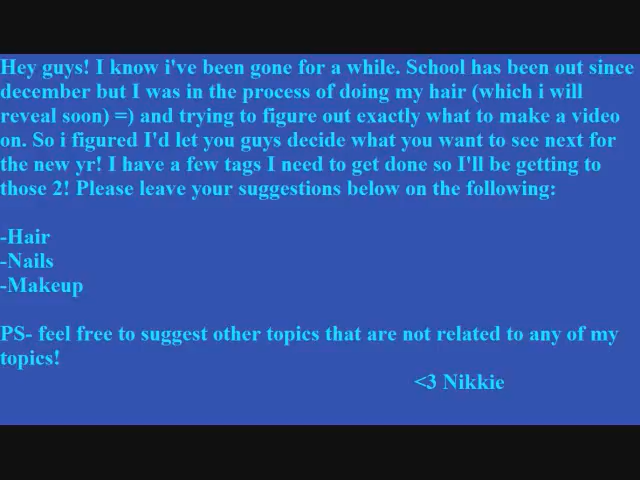 Hey guys! I know i've been gone for a while. School has been out since
december but I was in the process of doing my hair (which i will
reveal soon) =) and trying to figure out exactly what to make a video
on. So i figured I'd let you guys decide what you want to see next for
the new yr! I have a few tags I need to get done so I'll be getting to
those 2! Please leave your suggestions below on the following:
-Hair
-Nails
-Makeup
PS- feel free to suggest other topics that are not related to any of my
topics!
<3 Nikkie